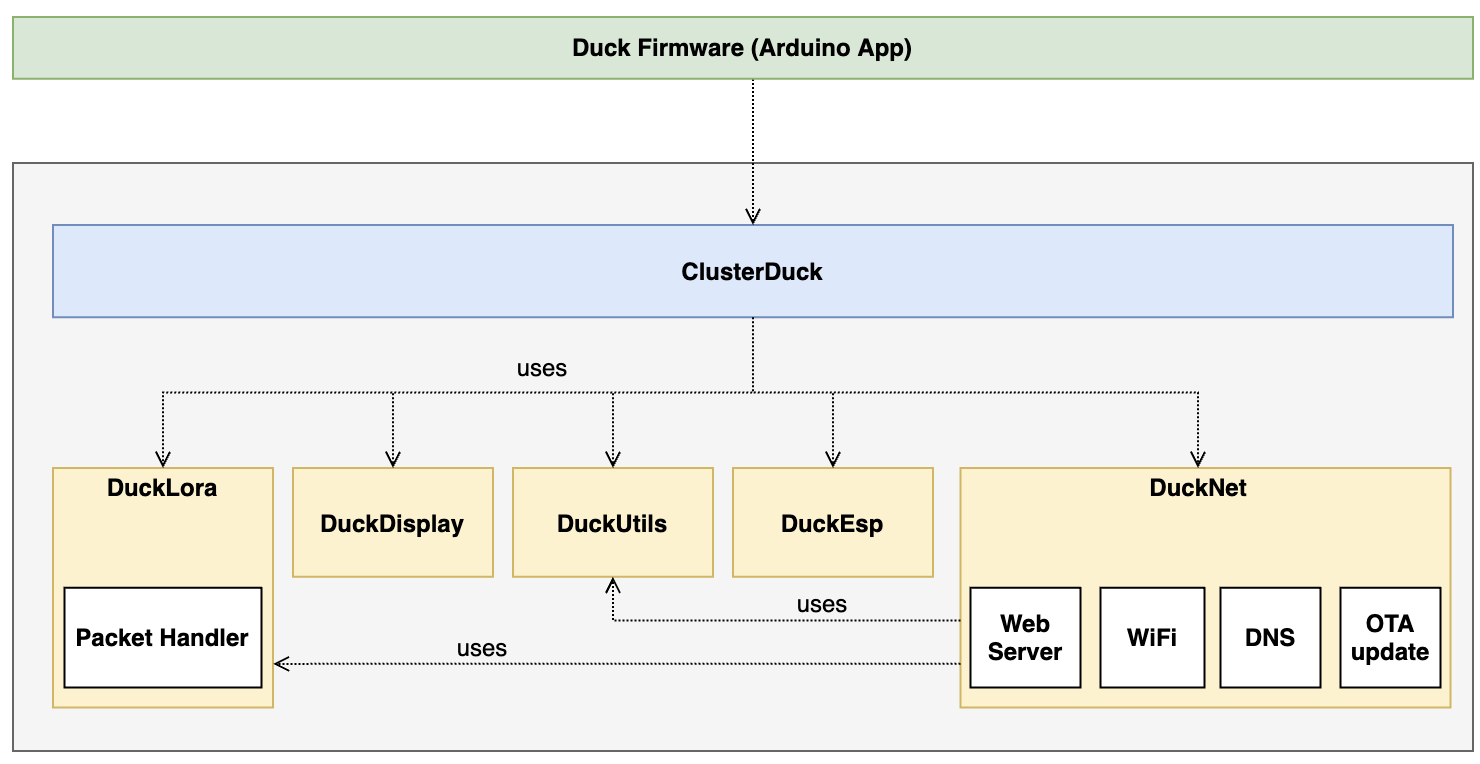 Duck Firmware (Arduino App)
ClusterDuck
uses
DuckLora
DuckDisplay
DuckUtils
DuckEsp
DuckNet
Packet Handler
uses
uses
Web
Server
WiFi
DNS
OTA
update